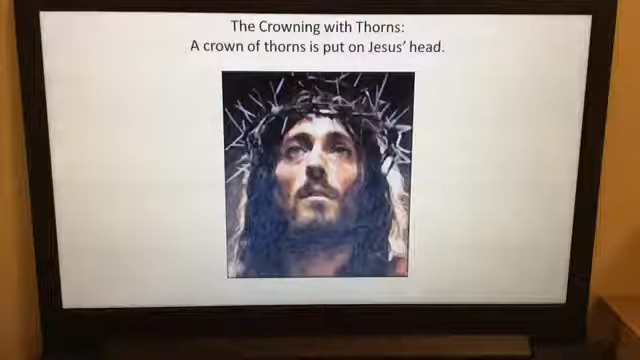 The Crowning with Thorns:
A crown of thorns is put on Jesus’ head.